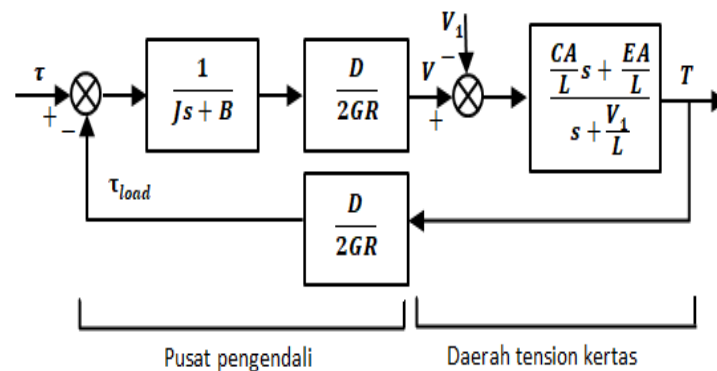 V₁
τ
+
−
1
Js + B
D
2GR
V
−
+
CA
L
s +
EA
L
s +
V₁
L
T
τload
D
2GR
Pusat pengendali
Daerah tension kertas